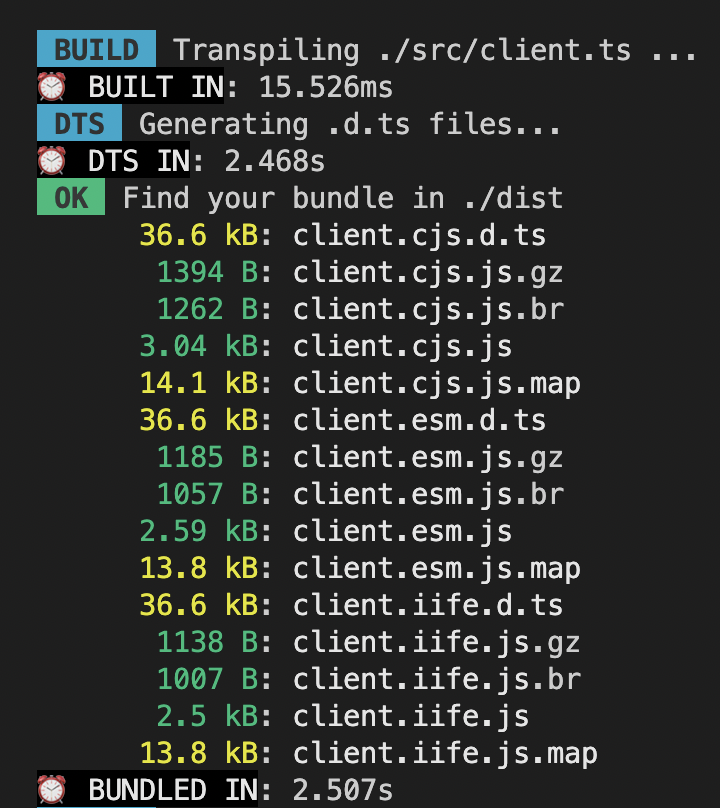 BUILD Transpiling ./src/client.ts ...
⏰ BUILT IN: 15.526ms
DTS Generating .d.ts files...
⏰ DTS IN: 2.468s
OK Find your bundle in ./dist
36.6 kB: client.cjs.d.ts
1394 B: client.cjs.js.gz
1262 B: client.cjs.js.br
3.04 kB: client.cjs.js
14.1 kB: client.cjs.js.map
36.6 kB: client.esm.d.ts
1185 B: client.esm.js.gz
1057 B: client.esm.js.br
2.59 kB: client.esm.js
13.8 kB: client.esm.js.map
36.6 kB: client.iife.d.ts
1138 B: client.iife.js.gz
1007 B: client.iife.js.br
2.5 kB: client.iife.js
13.8 kB: client.iife.js.map
⏰ BUNDLED IN: 2.507s